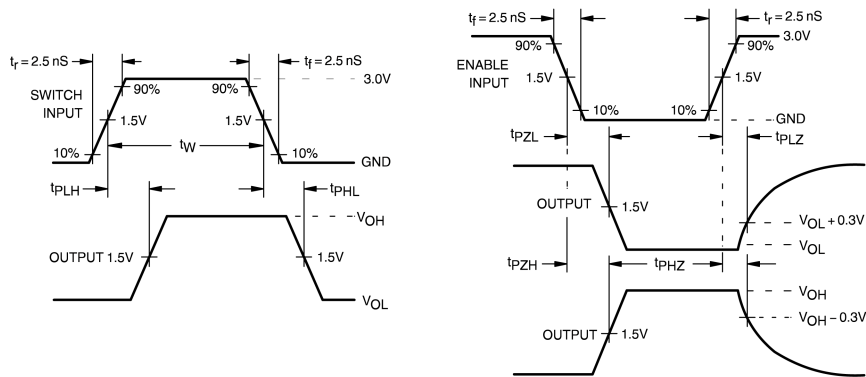 tr = 2.5 nS
tf = 2.5 nS
SWITCH INPUT
90%
90%
3.0V
1.5V
1.5V
tW
10%
10%
GND
tPLH
tPHL
VOH
OUTPUT 1.5V
1.5V
VOL
tf = 2.5 nS
tr = 2.5 nS
3.0V
90%
90%
ENABLE INPUT
1.5V
1.5V
10%
10%
GND
tPZL
tPLZ
OUTPUT
1.5V
VOL + 0.3V
VOL
tPZH
tPHZ
VOH
VOH – 0.3V
OUTPUT
1.5V